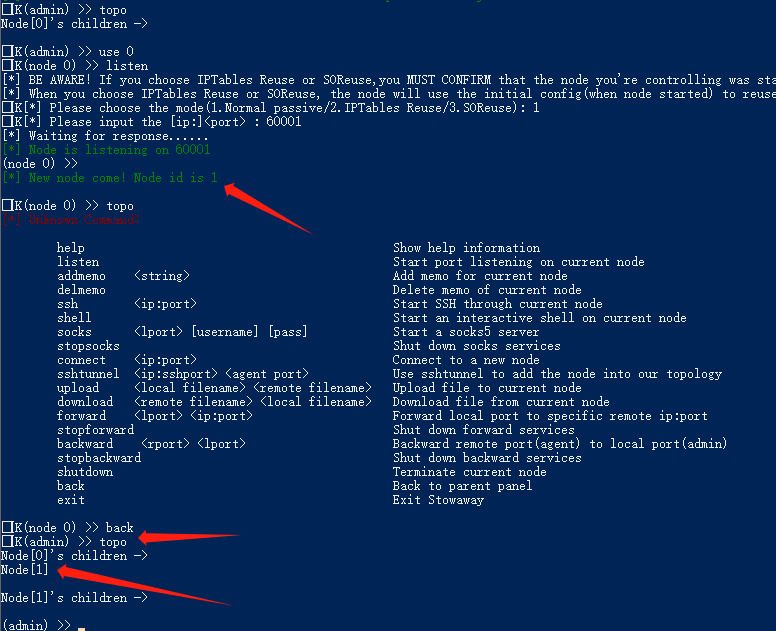 K(admin) >> topo
Node[0]'s children ->
K(admin) >> use 0
K(node 0) >> listen
[*] BE AWARE! If you choose IPTables Reuse or SOReuse,you MUST CONFIRM that the node you're controlling was sta
[*] When you choose IPTables Reuse or SOReuse, the node will use the initial config(when node started) to reuse
K[*] Please choose the mode(1.Normal passive/2.IPTables Reuse/3.SOReuse): 1
K[*] Please input the [ip:]<port> : 60001
[*] Waiting for response......
[*] Node is listening on 60001
(node 0) >>
[*] New node come! Node id is 1
K(node 0) >> topo
[*] Unknown Command
help Show help information
listen Start port listening on current node
addmemo <string> Add memo for current node
delmemo Delete memo of current node
ssh <ip:port> Start SSH through current node
shell Start an interactive shell on current node
socks <lport> [username] [pass] Start a socks5 server
stopsocks Shut down socks services
connect <ip:port> Connect to a new node
sshtunnel <ip:sshport> <agent port> Use sshtunnel to add the node into our topology
upload <local filename> <remote filename> Upload file to current node
download <remote filename> <local filename> Download file from current node
forward <lport> <ip:port> Forward local port to specific remote ip:port
stopforward Shut down forward services
backward <rport> <lport> Backward remote port(agent) to local port(admin)
stopbackward Shut down backward services
shutdown Terminate current node
back Back to parent panel
exit Exit Stowaway
K(node 0) >> back
K(admin) >> topo
Node[0]'s children ->
Node[1]
Node[1]'s children ->
(admin) >>